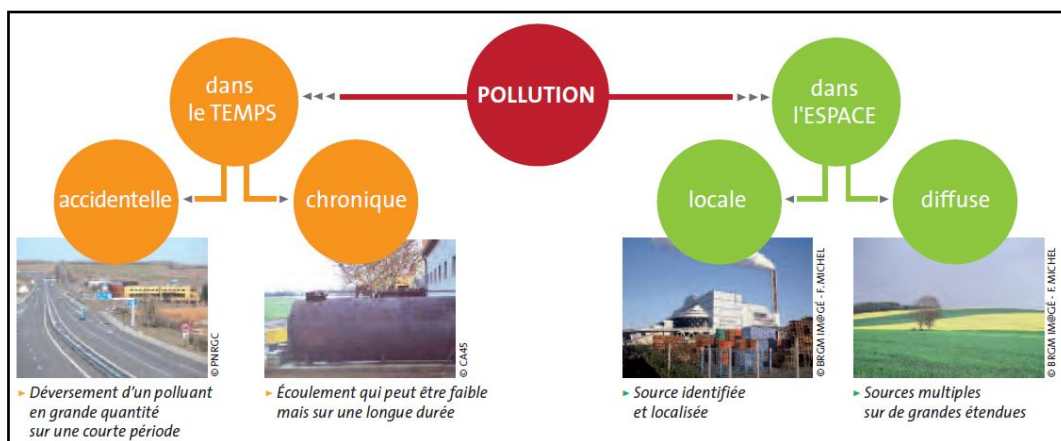 POLLUTION
dans
le TEMPS
dans
l'ESPACE
accidentelle
chronique
locale
diffuse
© PNRGC
© CA45
© BRGM IM@GÉ - F. MICHEL
© BRGM IM@GÉ - F. MICHEL
► Déversement d'un polluant
en grande quantité
sur une courte période
► Écoulement qui peut être faible
mais sur une longue durée
► Source identifiée
et localisée
► Sources multiples
sur de grandes étendues